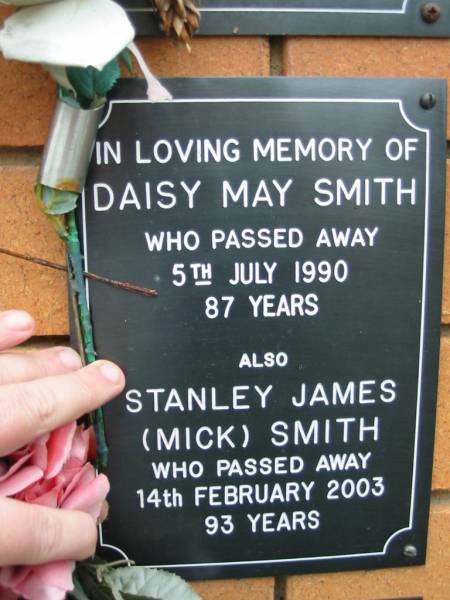 IN LOVING MEMORY OF
DAISY MAY SMITH
WHO PASSED AWAY
5TH JULY 1990
87 YEARS
ALSO
STANLEY JAMES
(MICK) SMITH
WHO PASSED AWAY
14th FEBRUARY 2003
93 YEARS